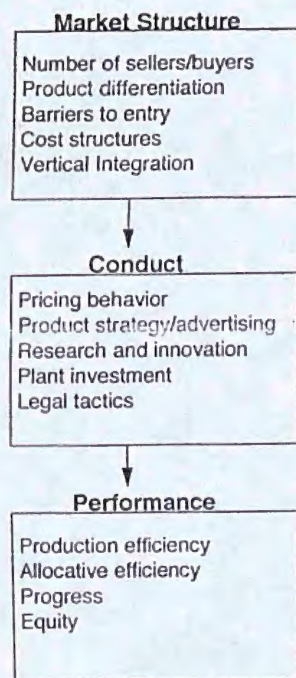 Market Structure
Number of sellers/buyers
Product differentiation
Barriers to entry
Cost structures
Vertical Integration
Conduct
Pricing behavior
Product strategy/advertising
Research and innovation
Plant investment
Legal tactics
Performance
Production efficiency
Allocative efficiency
Progress
Equity